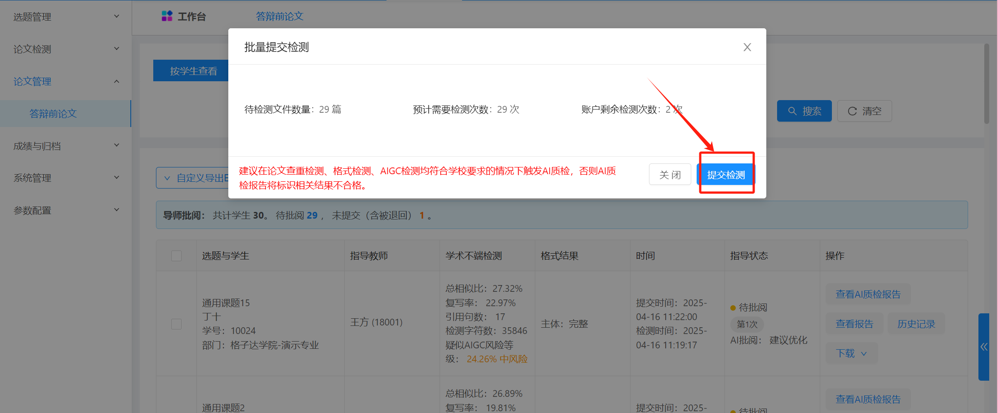 选题管理
论文检测
论文管理
答辩前论文
成绩与归档
系统管理
参数配置
工作台
答辩前论文
按学生查看
搜索
清空
自定义导出
批量提交检测
待检测文件数量：29 篇
预计需要检测次数：29 次
账户剩余检测次数：2 次
建议在论文查重检测、格式检测、AIGC检测均符合学校要求的情况下触发AI质检，否则AI质
检报告将标识相关结果不合格。
关 闭
提交检测
导师批阅： 共计学生 30。 待批阅 29， 未提交（含被退回） 1。
选题与学生
指导教师
学术不端检测
格式结果
时间
指导状态
操作
通用课题15
丁十
学号：10024
部门：格子达学院-演示专业
王方 (18001)
总相似比：27.32%
复写率： 22.97%
引用句数： 17
检测字符数：35846
疑似AIGC风险等
级： 24.26% 中风险
主体：完整
提交时间：2025-
04-16 11:22:00
检测时间：2025-
04-16 11:19:17
待批阅
第1次
AI批阅： 建议优化
查看AI质检报告
查看报告
历史记录
下载
通用课题2
总相似比：26.89%
复写率： 19.81%
提交时间：2025-
待批阅
查看AI质检报告